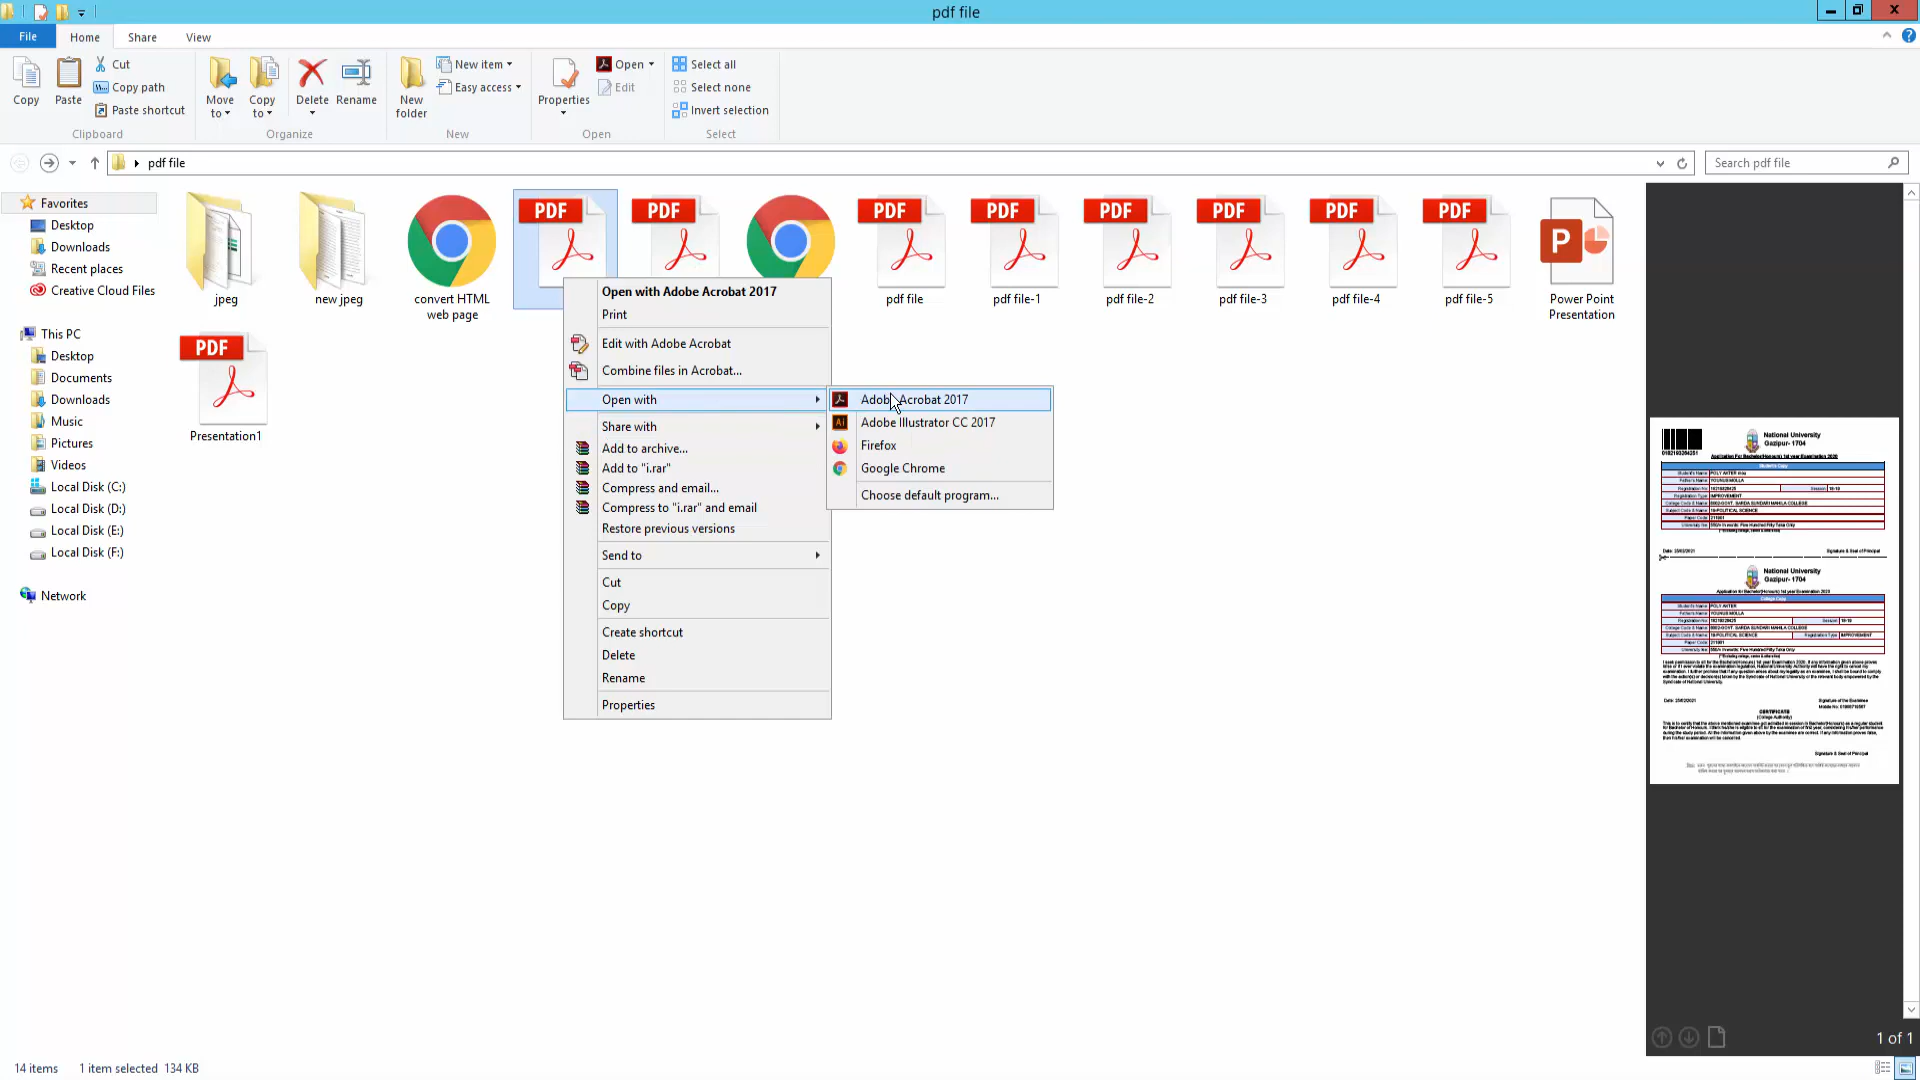 pdf file
File
Home
Share
View
Copy
Paste
Cut
Copy path
Paste shortcut
Clipboard
Move to
Copy to
Delete
Rename
Organize
New folder
New item
Easy access
New
Properties
Open
Edit
Open
Select all
Select none
Invert selection
Select
pdf file
Search pdf file
Favorites
Desktop
Downloads
Recent places
Creative Cloud Files
This PC
Desktop
Documents
Downloads
Music
Pictures
Videos
Local Disk (C:)
Local Disk (D:)
Local Disk (E:)
Local Disk (F:)
Network
jpeg
new jpeg
convert HTML
web page
PDF
PDF
PDF
pdf file
PDF
pdf file-1
PDF
pdf file-2
PDF
pdf file-3
PDF
pdf file-4
PDF
pdf file-5
P
Power Point
Presentation
PDF
Presentation1
Open with Adobe Acrobat 2017
Print
Edit with Adobe Acrobat
Combine files in Acrobat...
Open with
Share with
Add to archive...
Add to "i.rar"
Compress and email...
Compress to "i.rar" and email
Restore previous versions
Send to
Cut
Copy
Create shortcut
Delete
Rename
Properties
Adobe Acrobat 2017
Ai Adobe Illustrator CC 2017
Firefox
Google Chrome
Choose default program...
National University
Gazipur- 1704
National University
Gazipur- 1704
CERTIFICATE
(College Authority)
Signature & Seal of Principal
1 of 1
14 items
1 item selected 134 KB